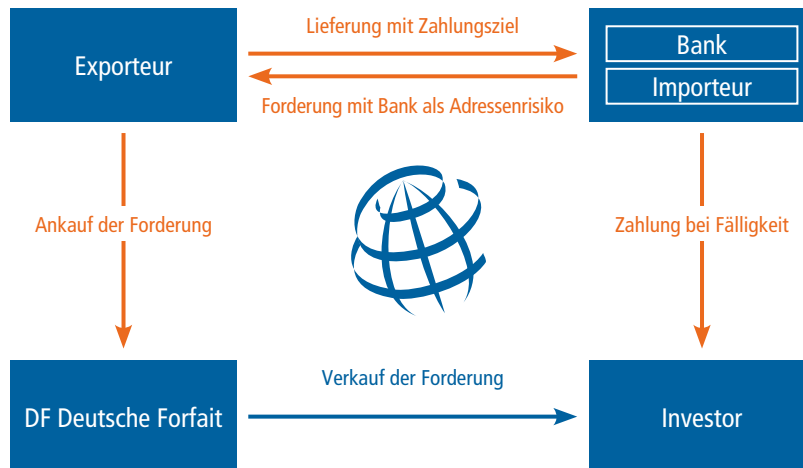 Lieferung mit Zahlungsziel
Exporteur
Bank
Importeur
Forderung mit Bank als Adressenrisiko
Ankauf der Forderung
Zahlung bei Fälligkeit
Verkauf der Forderung
DF Deutsche Forfait
Investor